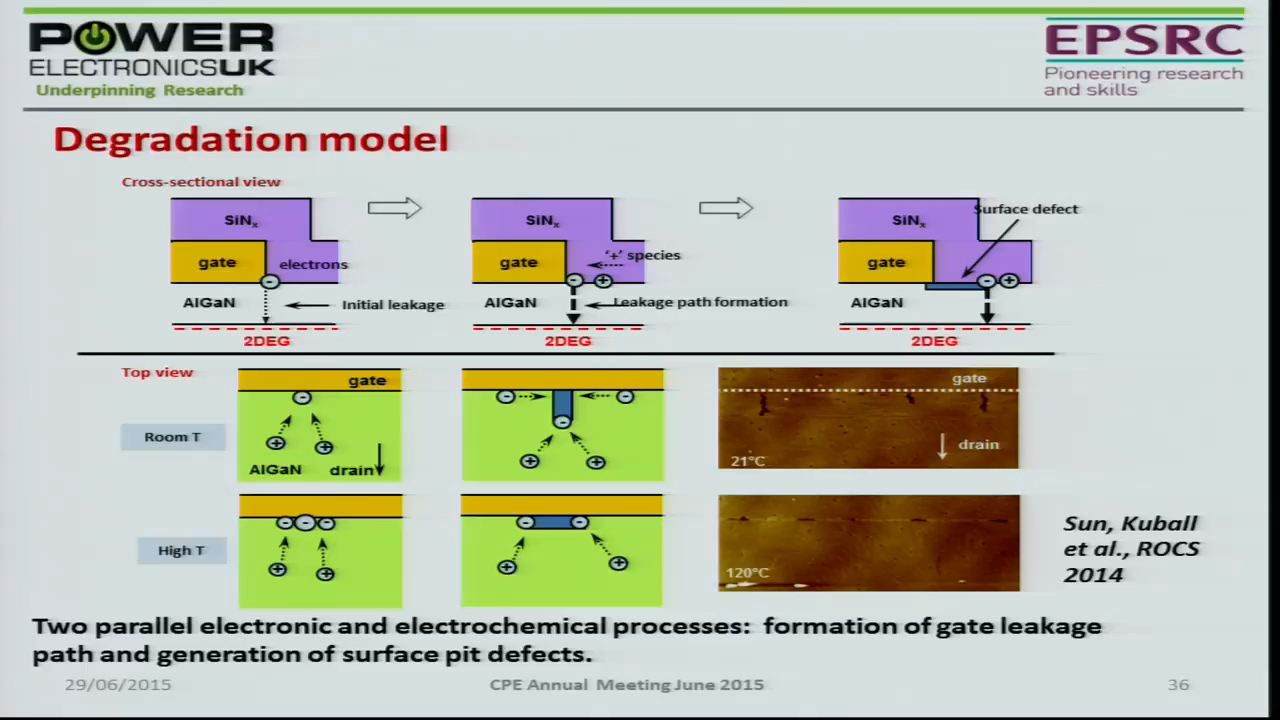 POWER
ELECTRONICSUK
Underpinning Research
EPSRC
Pioneering research
and skills
Degradation model
Cross-sectional view
SiNx
gate
electrons
AlGaN
Initial leakage
2DEG
SiNx
gate
'+' species
AlGaN
Leakage path formation
2DEG
Surface defect
SiNx
gate
AlGaN
2DEG
Top view
Room T
gate
AlGaN
drain
gate
drain
21°C
High T
120°C
Sun, Kuball
et al., ROCS
2014
Two parallel electronic and electrochemical processes: formation of gate leakage
path and generation of surface pit defects.
29/06/2015
CPE Annual Meeting June 2015
36